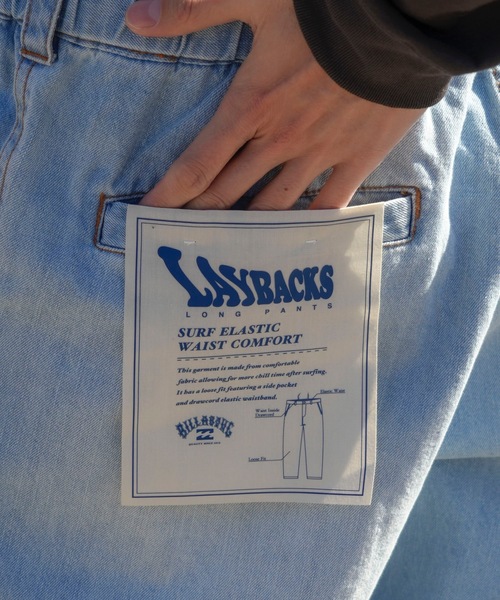 LAYBACKS
LONG PANTS
SURF ELASTIC
WAIST COMFORT
This garment is made from comfortable
fabric allowing for more chill time after surfing.
It has a loose fit featuring a side pocket
and drawcord elastic waistband.
Elastic Waist
Waist Inside
Drawcord
BILLABONG
Loose Fit